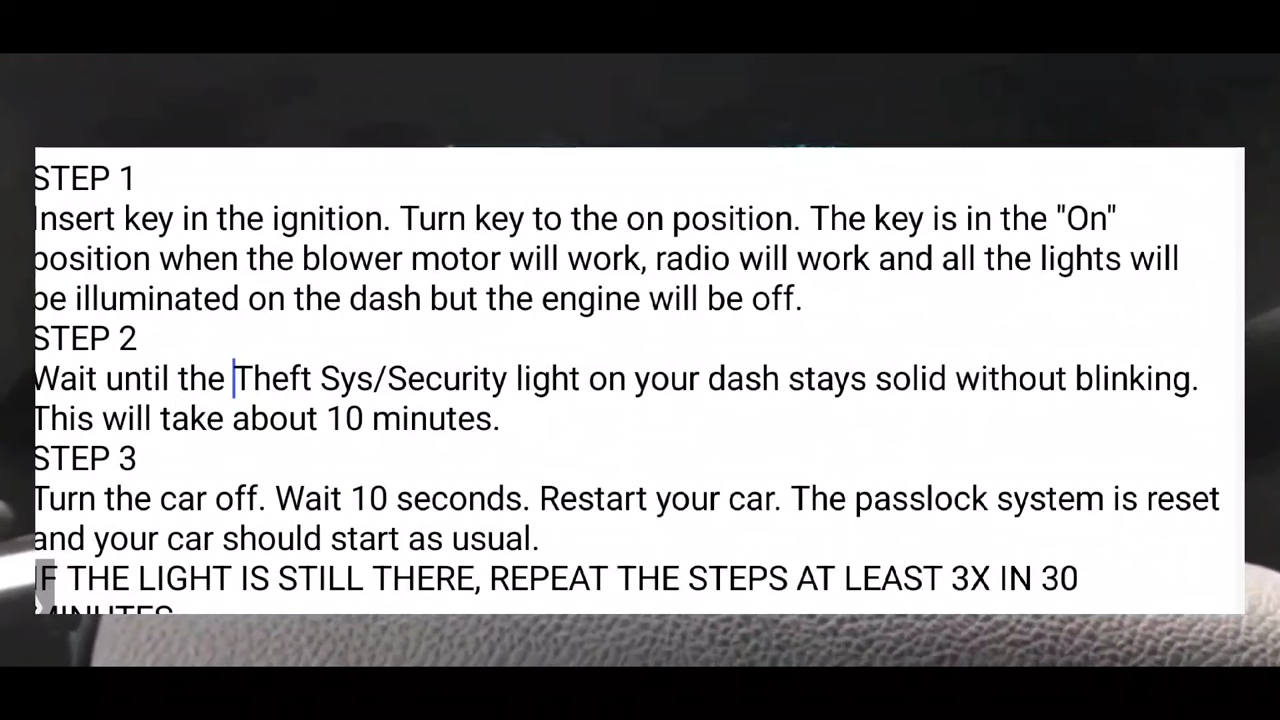 STEP 1
Insert key in the ignition. Turn key to the on position. The key is in the "On"
position when the blower motor will work, radio will work and all the lights will
be illuminated on the dash but the engine will be off.
STEP 2
Wait until the Theft Sys/Security light on your dash stays solid without blinking.
This will take about 10 minutes.
STEP 3
Turn the car off. Wait 10 seconds. Restart your car. The passlock system is reset
and your car should start as usual.
IF THE LIGHT IS STILL THERE, REPEAT THE STEPS AT LEAST 3X IN 30
MINUTES